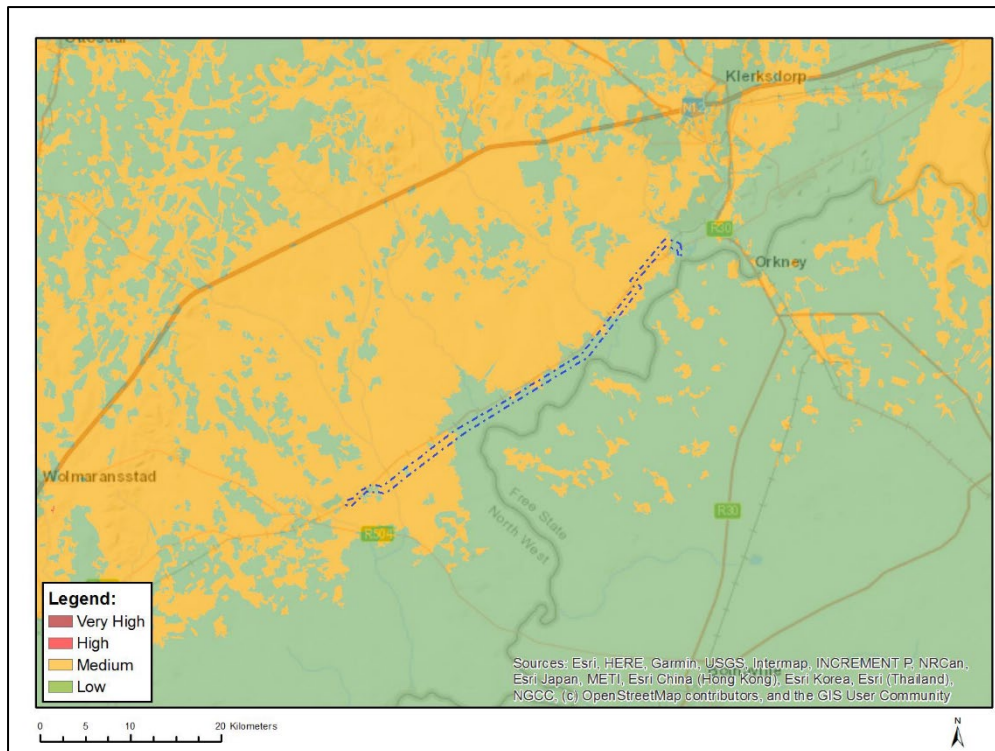 Klerksdorp
N12
R30
Orkney
Wolmaransstad
Free State
North West
R504
R30
Legend:
Very High
High
Medium
Low
Sources: Esri, HERE, Garmin, USGS, Intermap, INCREMENT P, NRCan,
Esri Japan, METI, Esri China (Hong Kong), Esri Korea, Esri (Thailand),
NGCC, (c) OpenStreetMap contributors, and the GIS User Community
0 5 10 20 Kilometers
N